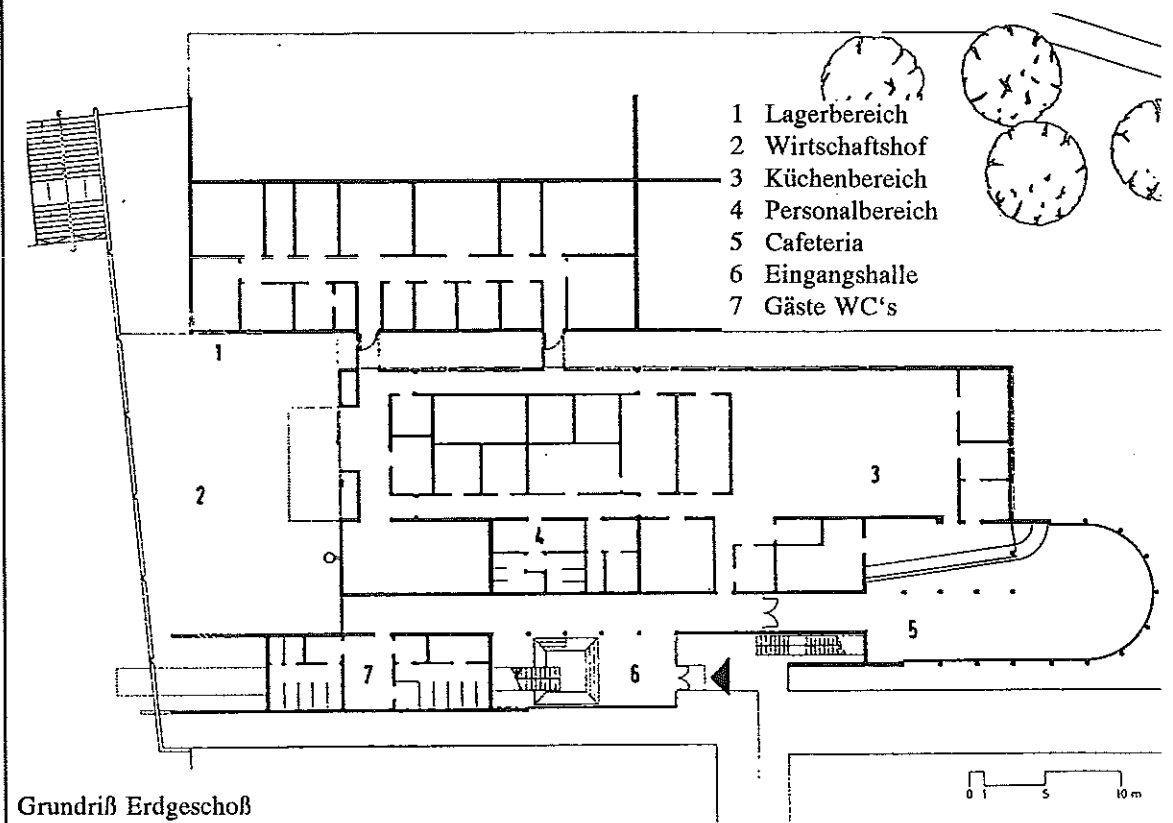 1 Lagerbereich
2 Wirtschaftshof
3 Küchenbereich
4 Personalbereich
5 Cafeteria
6 Eingangshalle
7 Gäste WC‘s
1
2
3
4
5
6
7
0 1 5 10 m
Grundriß Erdgeschoß